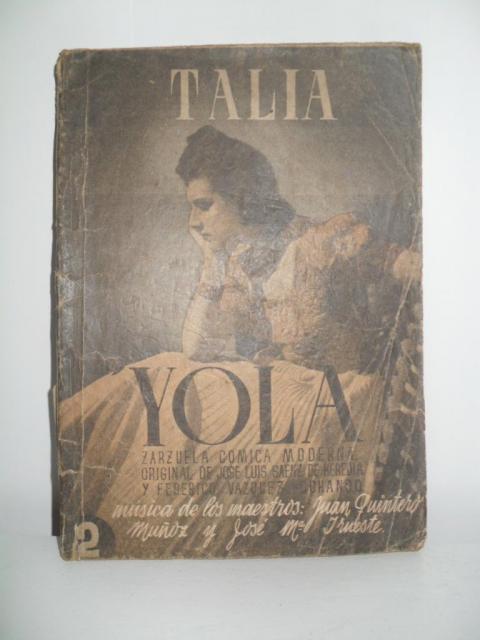 TALIA
YOLA
ZARZUELA COMICA MODERNA
ORIGINAL DE JOSE LUIS SAENZ DE HEREDIA
Y FEDERICO VAZQUEZ OCHANDO
música de los maestros: Juan Quintero
Muñoz y José Mª Irueste.
2